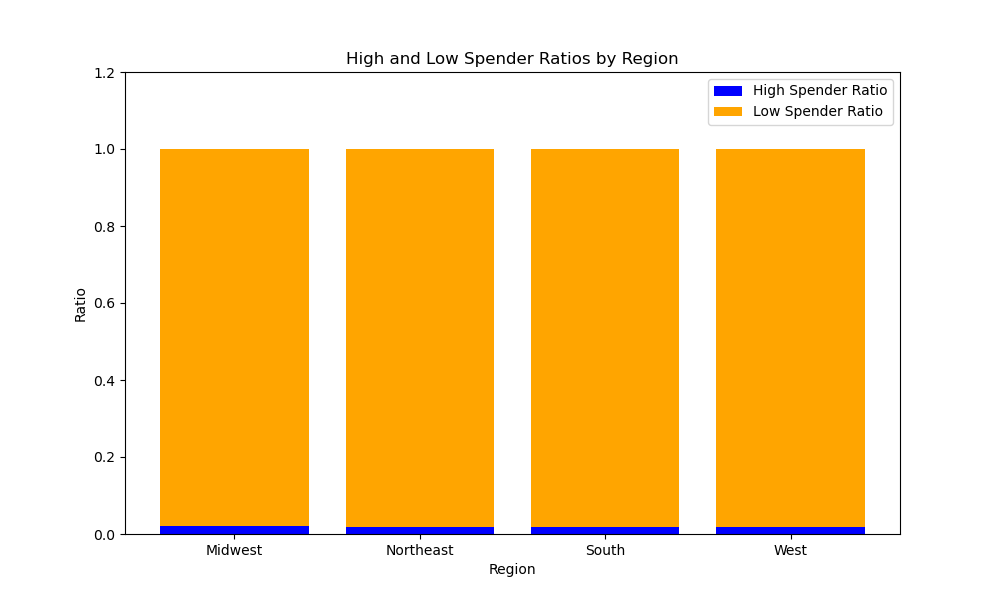 High and Low Spender Ratios by Region
High Spender Ratio
Low Spender Ratio
1.2
1.0
0.8
0.6
0.4
0.2
0.0
Ratio
Midwest Northeast South West
Region